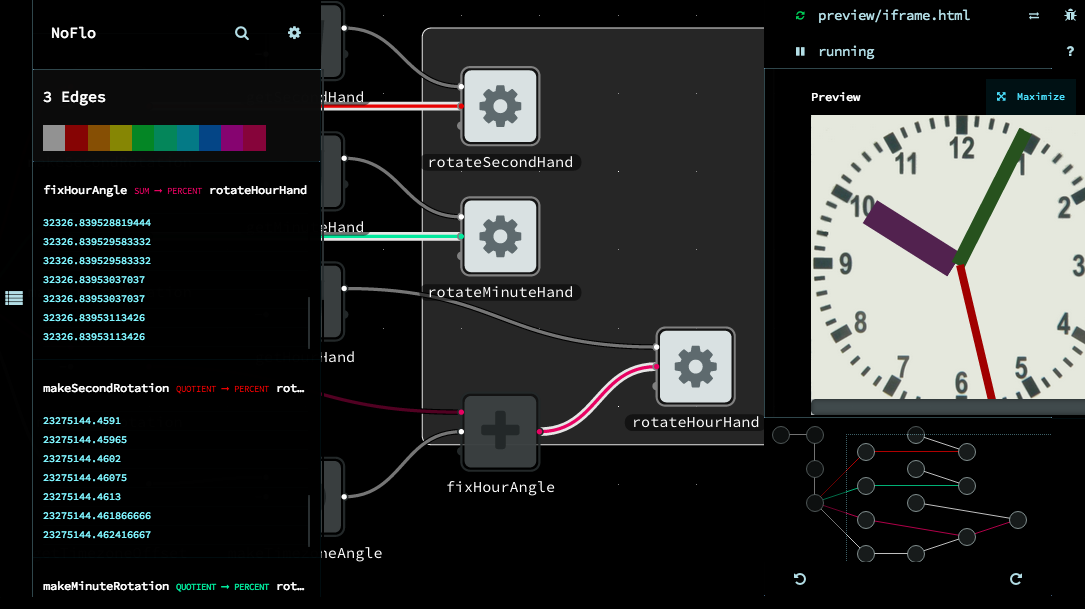 NoFlo
3 Edges
fixHourAngle SUM → PERCENT rotateHourHand
32326.839528819444
32326.839529583332
32326.839529583332
32326.83953037037
32326.83953037037
32326.83953113426
32326.83953113426
makeSecondRotation QUOTIENT → PERCENT rot…
23275144.4591
23275144.45965
23275144.4602
23275144.46075
23275144.4613
23275144.461866666
23275144.462416667
makeMinuteRotation QUOTIENT → PERCENT rot…
dHand
rotateSecondHand
eHand
rotateMinuteHand
Hand
rotateHourHand
fixHourAngle
neAngle
preview/iframe.html
running
?
Preview
Maximize
11
12
1
10
2
9
3
8
4
7
6
5